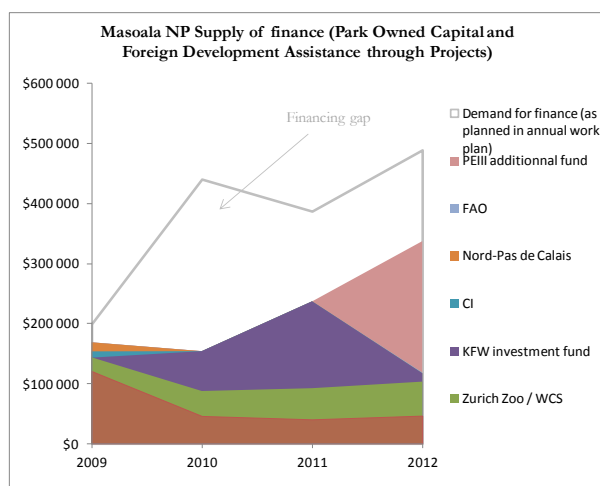 Masoala NP Supply of finance (Park Owned Capital and
Foreign Development Assistance through Projects)
$600 000
$500 000
$400 000
$300 000
$200 000
$100 000
$0
2009
2010
2011
2012
Financing gap
Demand for finance (as
planned in annual work
plan)
PEIII additionnal fund
FAO
Nord-Pas de Calais
CI
KFW investment fund
Zurich Zoo / WCS